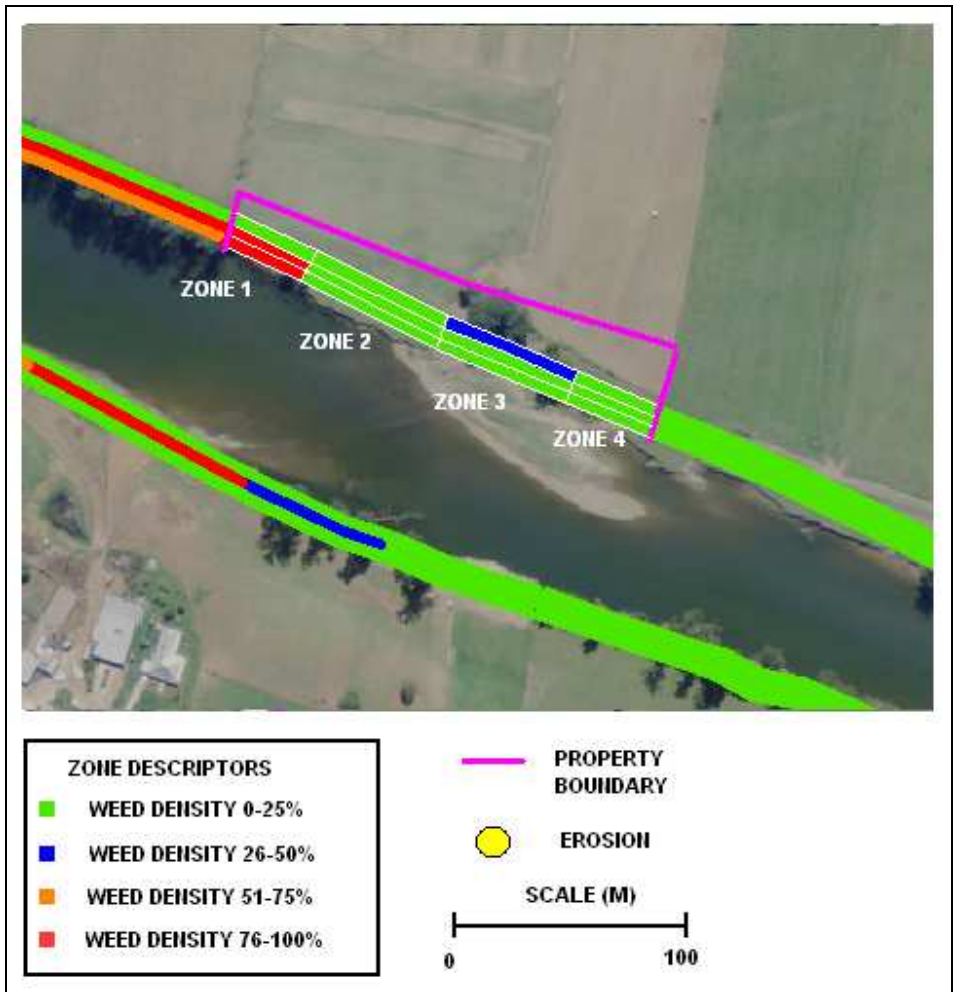 ZONE 1
ZONE 2
ZONE 3
ZONE 4
ZONE DESCRIPTORS
WEED DENSITY 0-25%
WEED DENSITY 26-50%
WEED DENSITY 51-75%
WEED DENSITY 76-100%
PROPERTY
BOUNDARY
EROSION
SCALE (M)
0
100